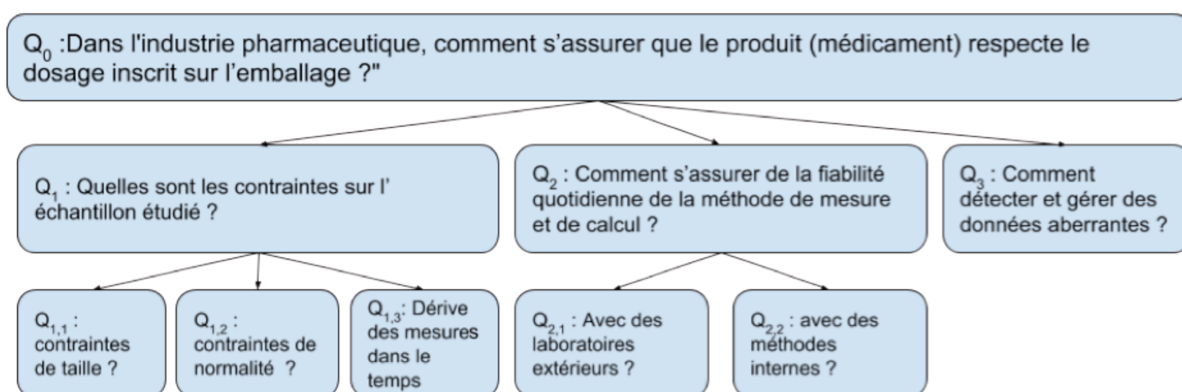 Q0 :Dans l'industrie pharmaceutique, comment s’assurer que le produit (médicament) respecte le
dosage inscrit sur l’emballage ?"
Q1 : Quelles sont les contraintes sur l’
échantillon étudié ?
Q2 : Comment s’assurer de la fiabilité
quotidienne de la méthode de mesure
et de calcul ?
Q3 : Comment
détecter et gérer des
données aberrantes ?
Q1,1 :
contraintes
de taille ?
Q1,2 :
contraintes de
normalité ?
Q1,3: Dérive
des mesures
dans le
temps
Q2,1 : Avec des
laboratoires
extérieurs ?
Q2,2 : avec des
méthodes
internes ?